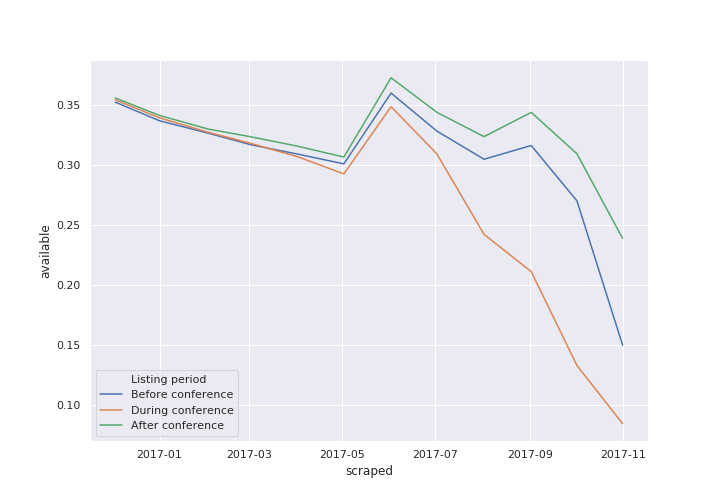 0.35
0.30
0.25
0.20
0.15
0.10
available
Listing period
Before conference
During conference
After conference
2017-01 2017-03 2017-05 2017-07 2017-09 2017-11
scraped